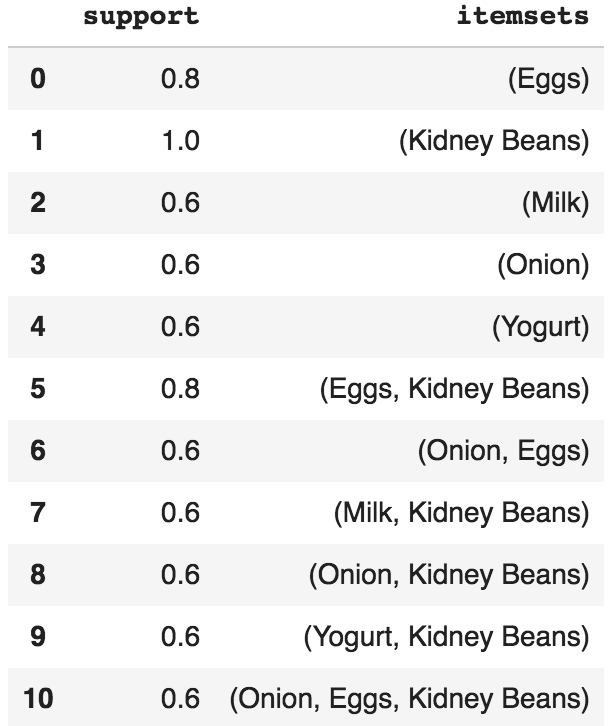 support itemsets
0 0.8 (Eggs)
1 1.0 (Kidney Beans)
2 0.6 (Milk)
3 0.6 (Onion)
4 0.6 (Yogurt)
5 0.8 (Eggs, Kidney Beans)
6 0.6 (Onion, Eggs)
7 0.6 (Milk, Kidney Beans)
8 0.6 (Onion, Kidney Beans)
9 0.6 (Yogurt, Kidney Beans)
10 0.6 (Onion, Eggs, Kidney Beans)